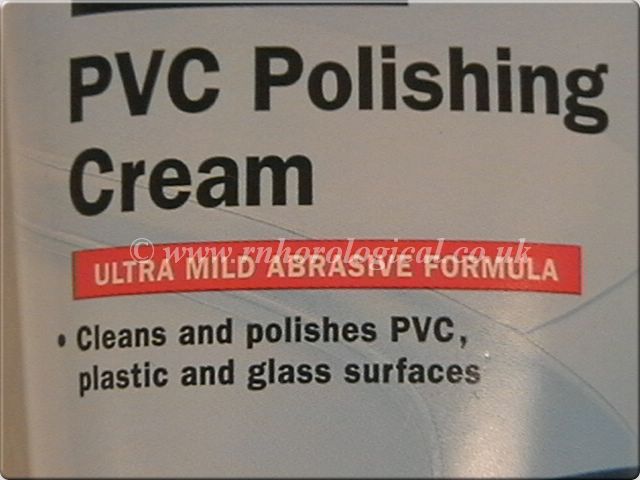 PVC Polishing
Cream
© www.rnhorological.co.uk
ULTRA MILD ABRASIVE FORMULA
• Cleans and polishes PVC,
plastic and glass surfaces